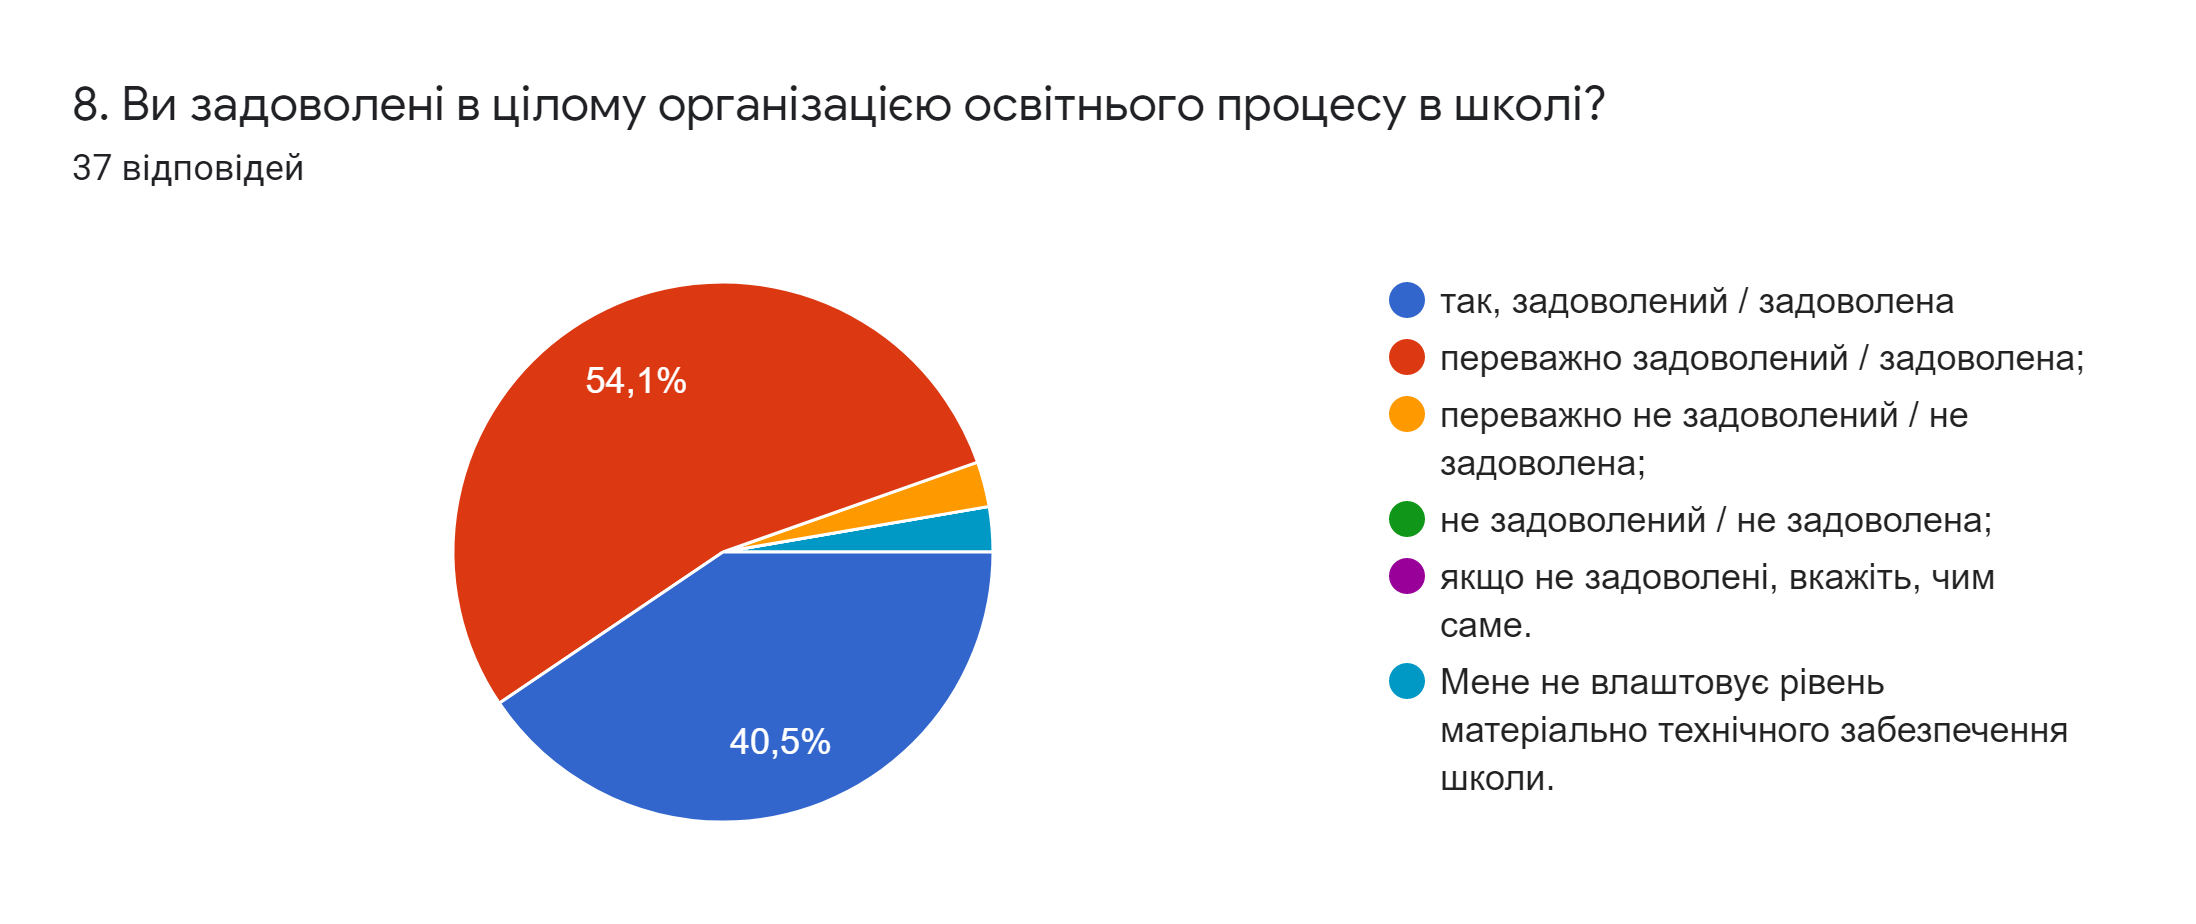 8. Ви задоволені в цілому організацією освітнього процесу в школі?
37 відповідей
54,1%
40,5%
так, задоволений / задоволена
переважно задоволений / задоволена;
переважно не задоволений / не
задоволена;
не задоволений / не задоволена;
якщо не задоволені, вкажіть, чим
саме.
Мене не влаштовує рівень
матеріально технічного забезпечення
школи.